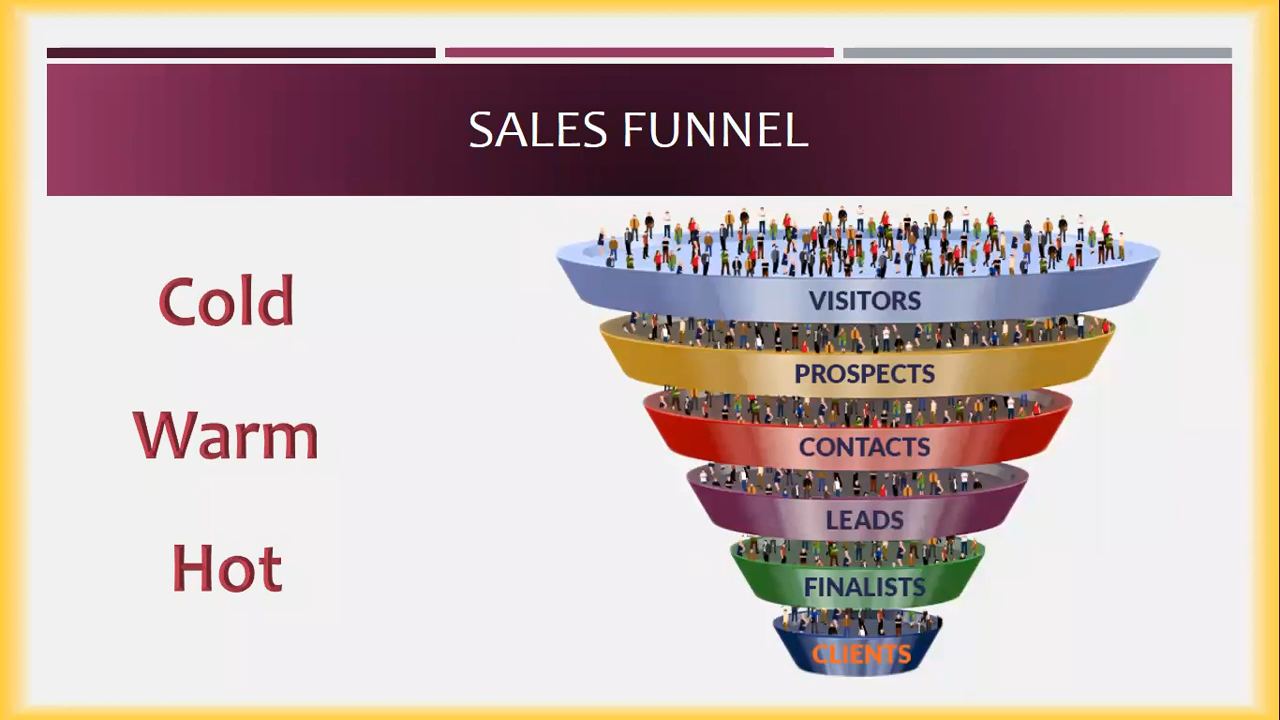 SALES FUNNEL
Cold
Warm
Hot
VISITORS
PROSPECTS
CONTACTS
LEADS
FINALISTS
CLIENTS